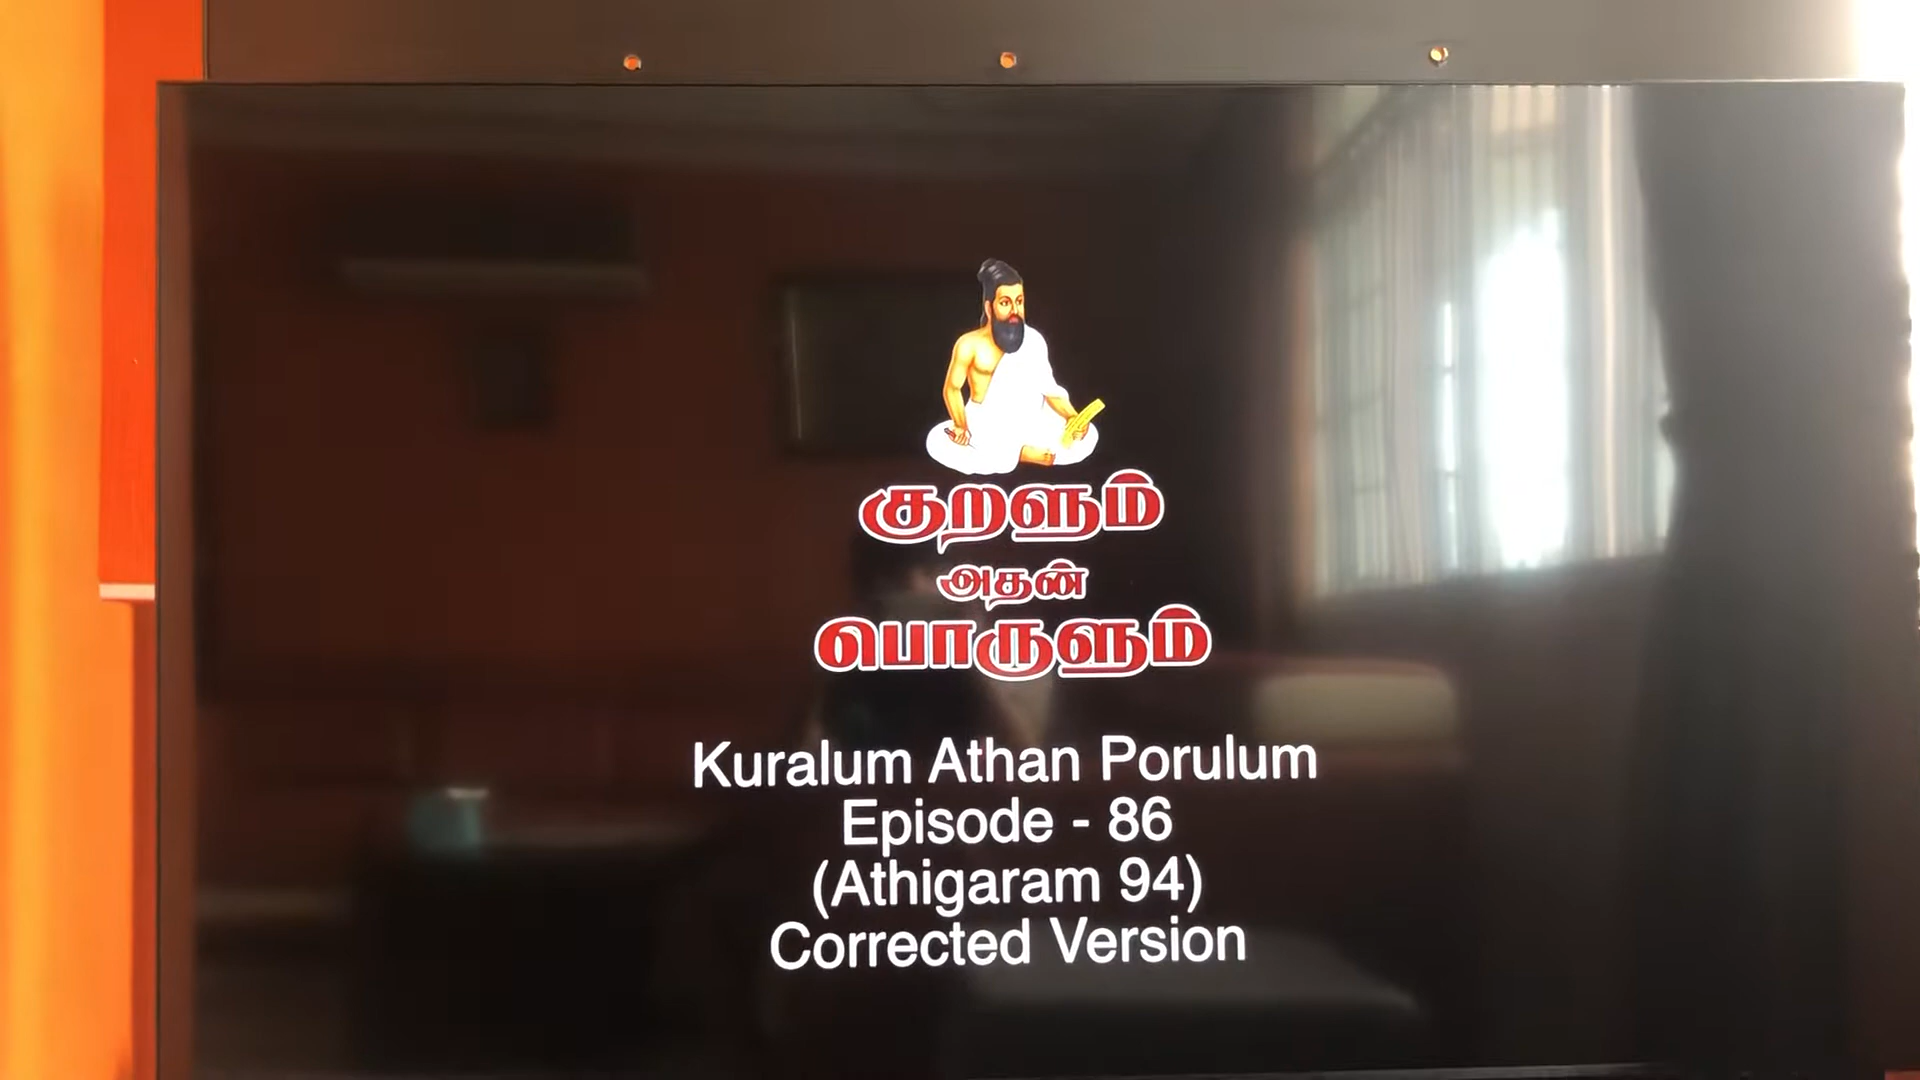 குறளும்
அதன்
பொருளும்
Kuralum Athan Porulum
Episode - 86
(Athigaram 94)
Corrected Version